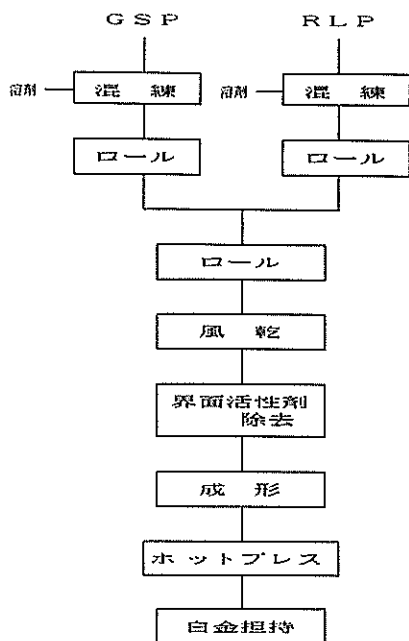 GSP
RLP
溶剤
混練
溶剤
混練
ロール
ロール
ロール
風乾
界面活性剤
除去
成形
ホットプレス
白金担持